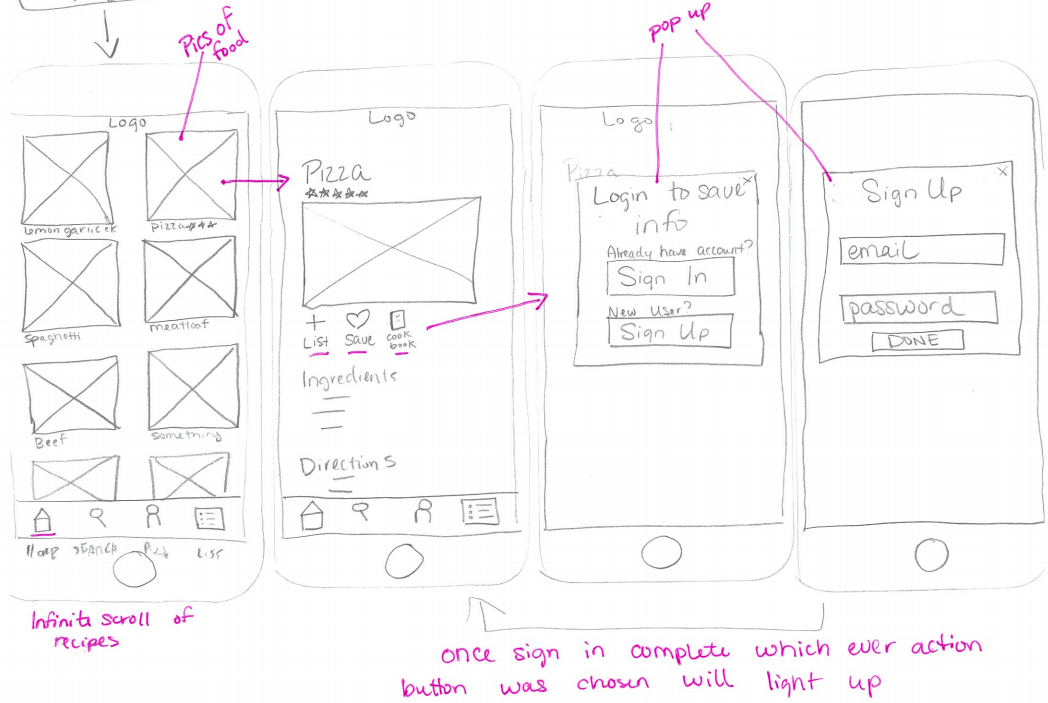 Pics of
food
pop up
Logo
lemon garlic ck
pizza
spaghetti
meatloaf
Beef
something
Home
SEARCH
List
Infinite scroll of
recipes
Logo
Pizza
List
Save
cook
book
Ingredients
Directions
Logo
Pizza
x
Login to save
info
Already have account?
Sign In
New User?
Sign Up
x
Sign Up
email
password
DONE
once sign in complete which ever action
button was chosen will light up